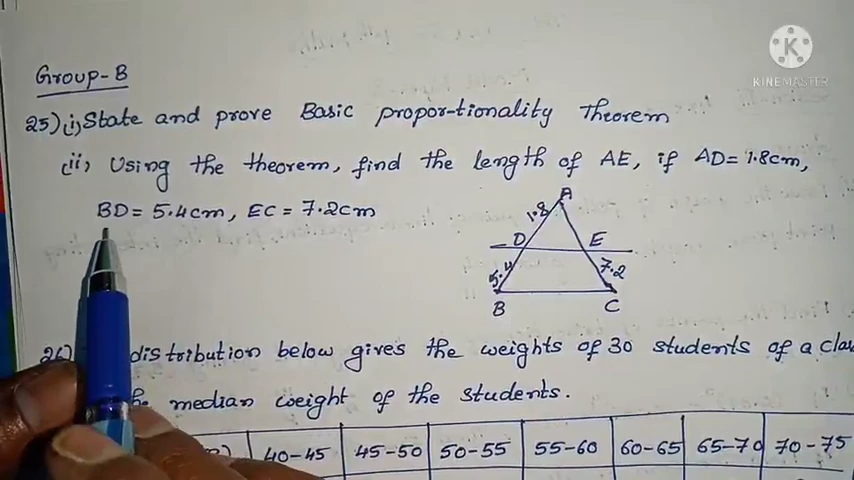 K
KINEMASTER
Group-B
25) i, State and prove Basic proportionality Theorem
(ii, Using the theorem, find the length of AE, if AD= 1.8cm,
BD = 5.4cm, EC = 7.2cm
A
1.8
D E
5.4 7.2
B C
26) distribution below gives the weights of 30 students of a cla
the median weight of the students.
40-45 45-50 50-55 55-60 60-65 65-70 70-75